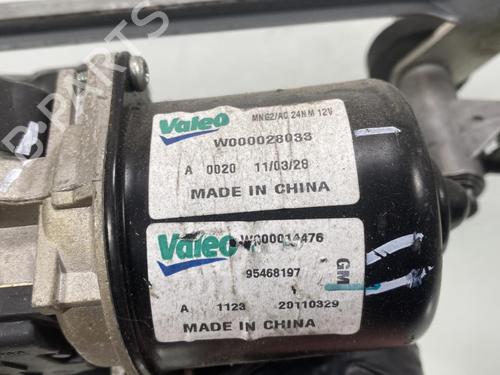 Valeo MNG2/AC 24NM 12V
W000028033
A 0020 11/03/28
MADE IN CHINA
Valeo W000014476
95468197
GM
A 1123 20110329
MADE IN CHINA